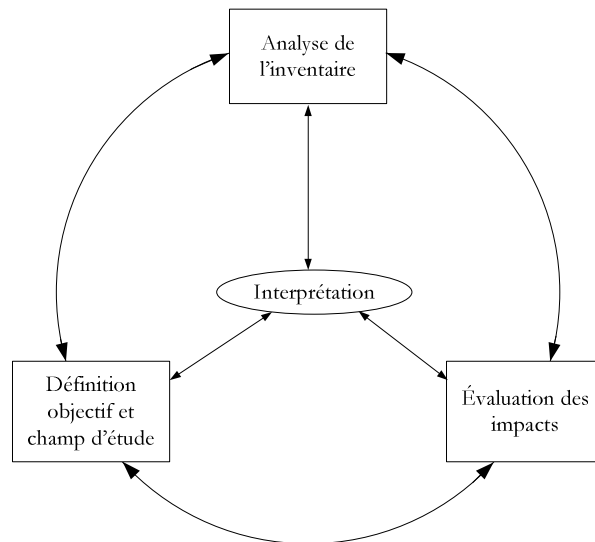 Analyse de
l'inventaire
Interprétation
Définition
objectif et
champ d'étude
Évaluation des
impacts